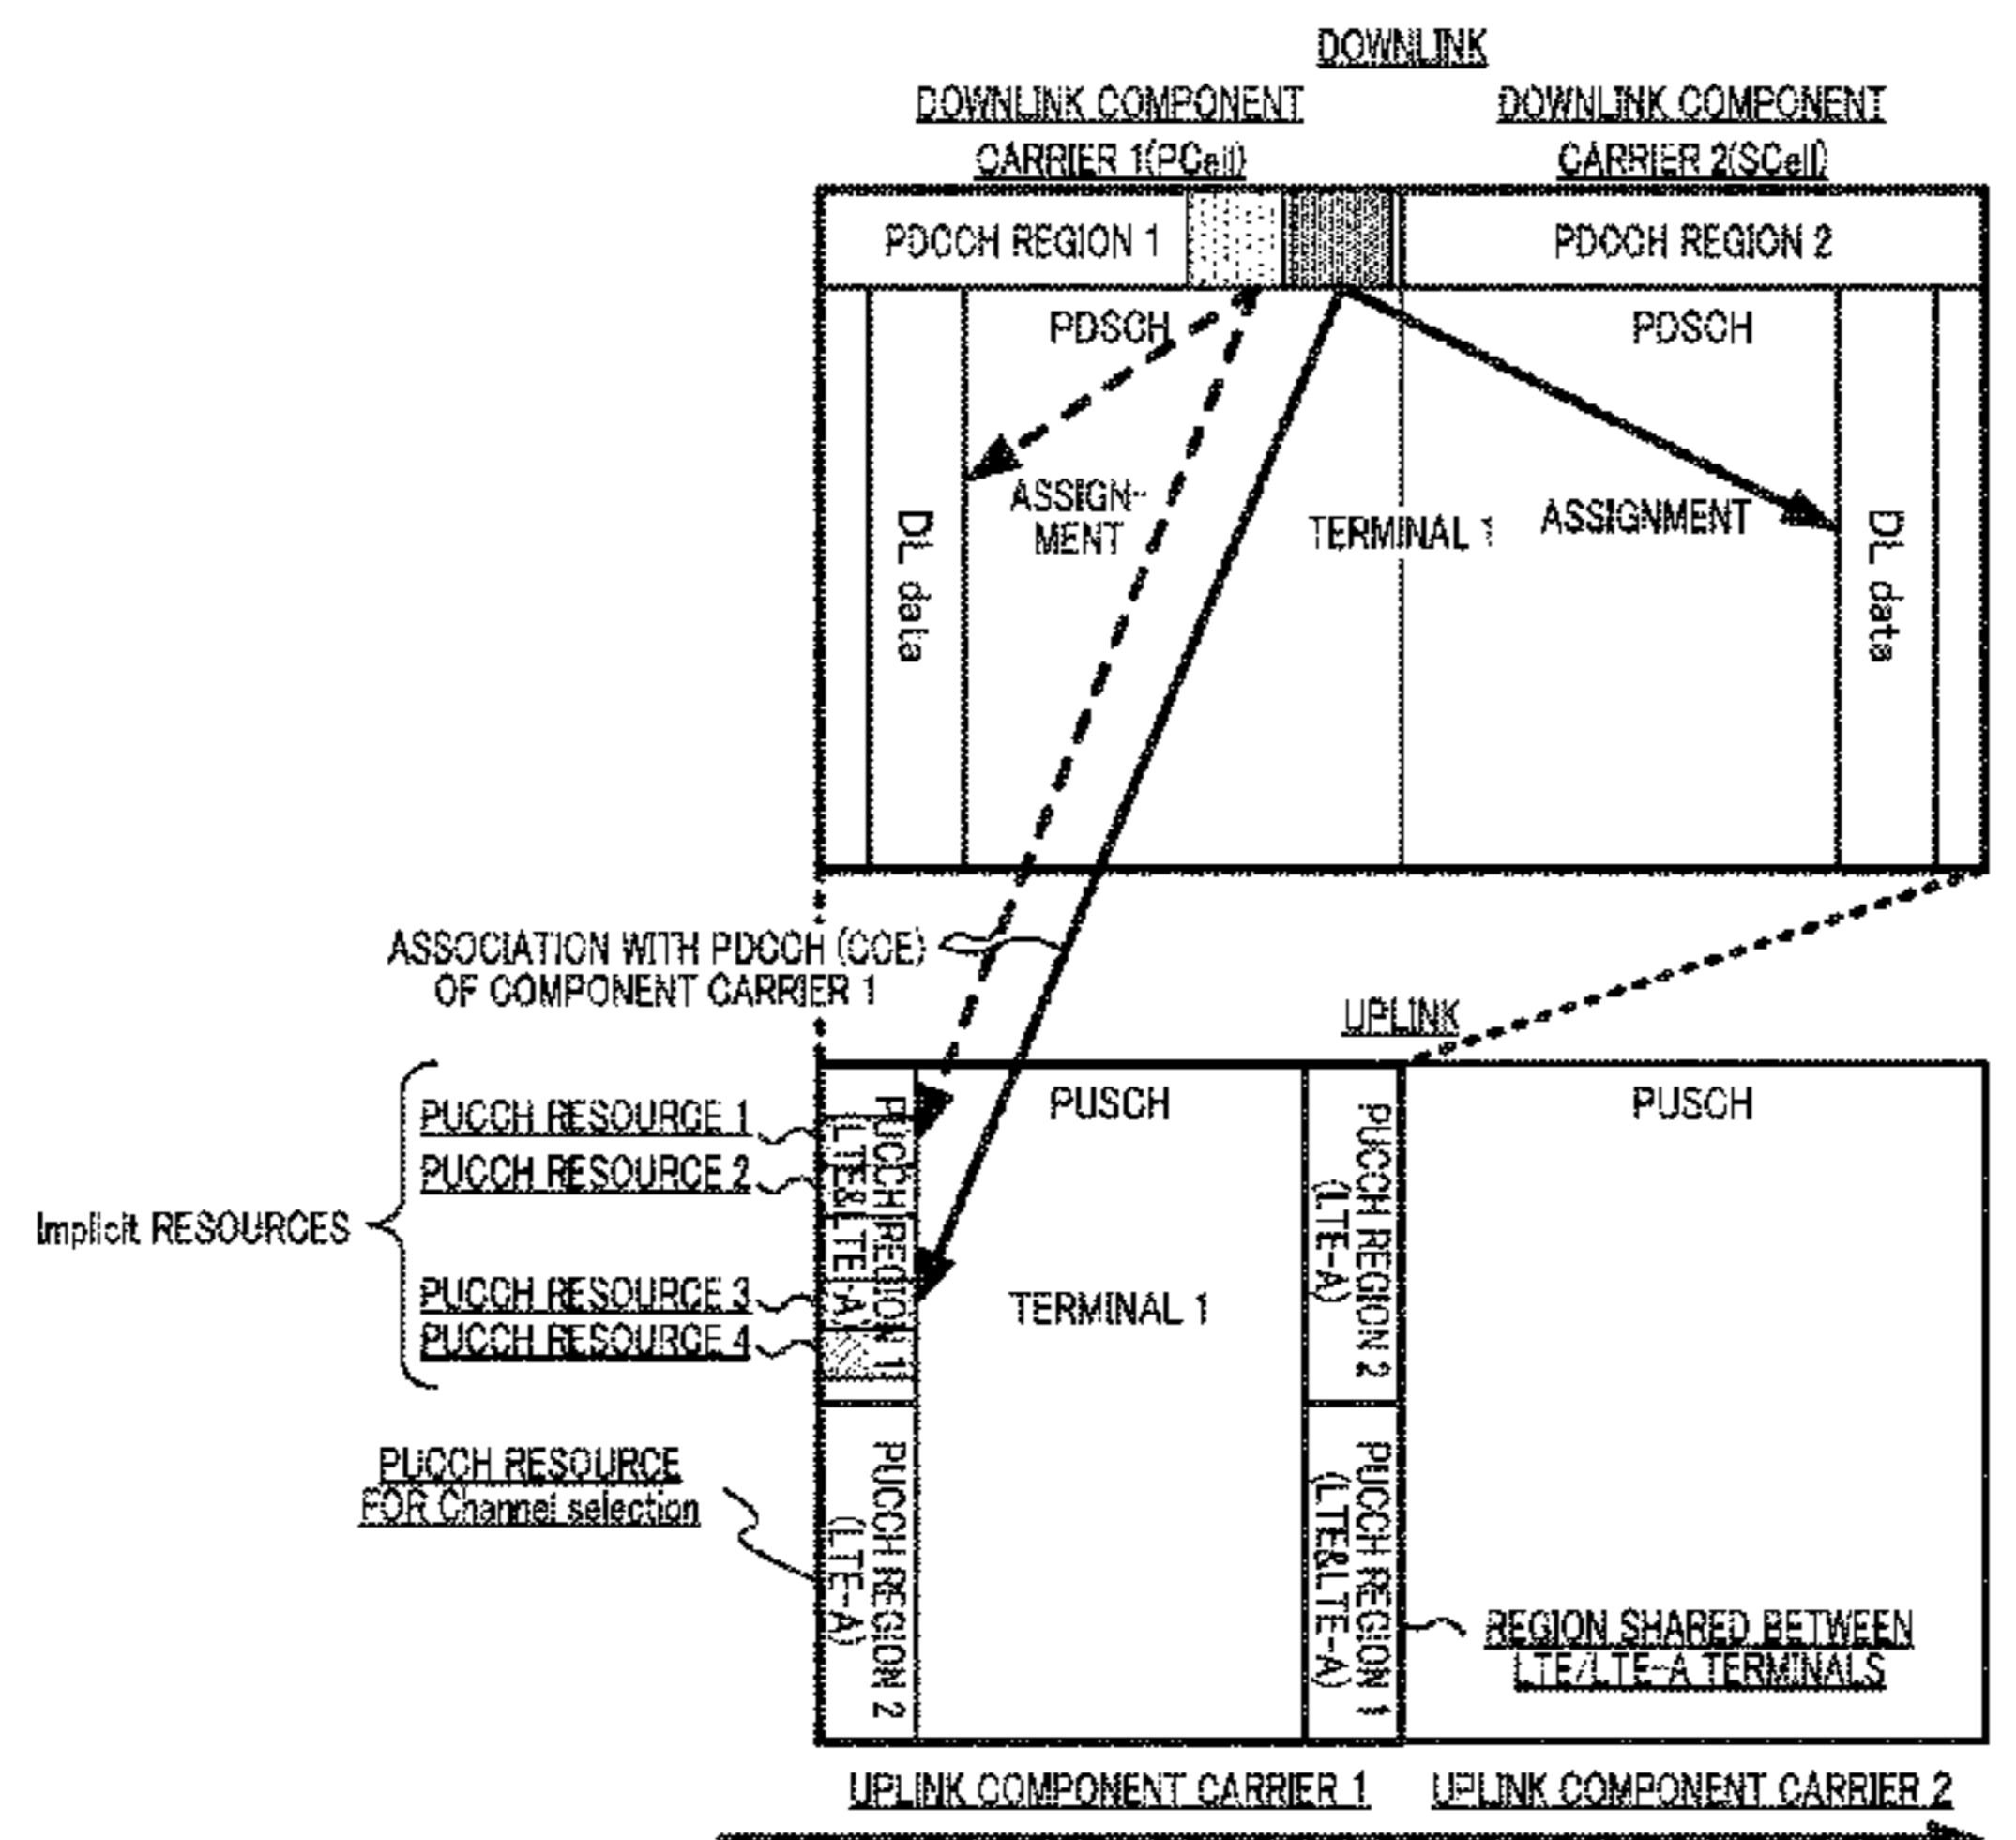 DOWNLINK
DOWNLINK COMPONENT
CARRIER 1(PCell)
DOWNLINK COMPONENT
CARRIER 2(SCell)
PDCCH REGION 1
PDCCH REGION 2
PDSCH
PDSCH
ASSIGN-
MENT
TERMINAL 1
ASSIGNMENT
DL data
DL data
ASSOCIATION WITH PDCCH (CCE)
OF COMPONENT CARRIER 1
UPLINK
Implicit RESOURCES
PUCCH RESOURCE 1
PUCCH RESOURCE 2
PUCCH RESOURCE 3
PUCCH RESOURCE 4
PUCCH REGION 1
(LTE&LTE-A)
PUSCH
TERMINAL 1
PUCCH REGION 2
(LTE-A)
PUSCH
PUCCH RESOURCE
FOR Channel selection
PUCCH REGION 2
(LTE-A)
PUCCH REGION 1
(LTE&LTE-A)
REGION SHARED BETWEEN
LTE/LTE-A TERMINALS
UPLINK COMPONENT CARRIER 1
UPLINK COMPONENT CARRIER 2